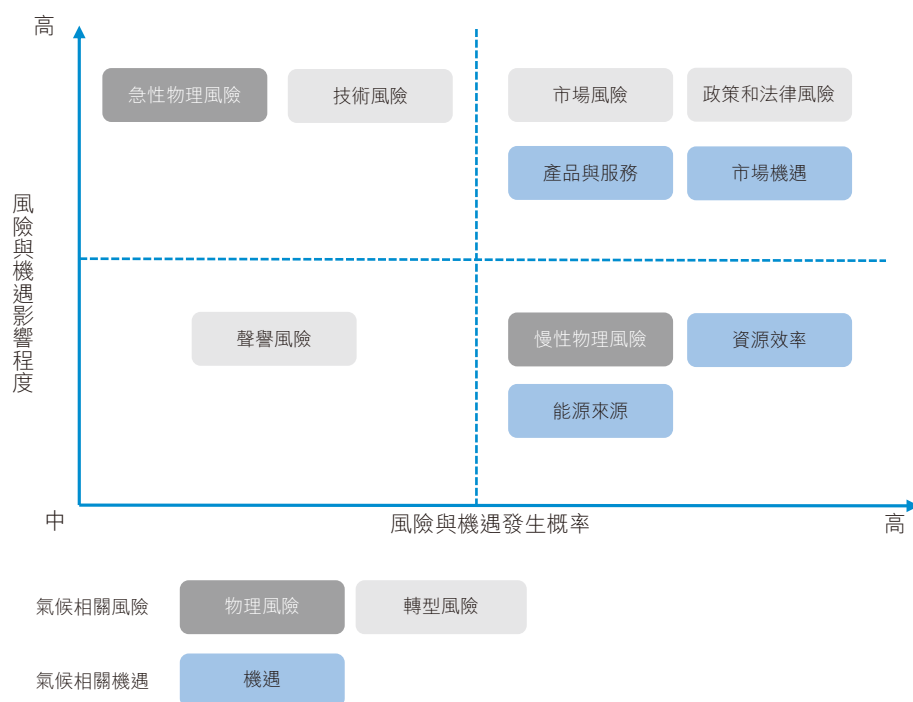 高
急性物理風險
技術風險
市場風險
政策和法律風險
產品與服務
市場機遇
風險與機遇影響程度
聲譽風險
慢性物理風險
資源效率
能源來源
中
風險與機遇發生概率
高
氣候相關風險
物理風險
轉型風險
氣候相關機遇
機遇